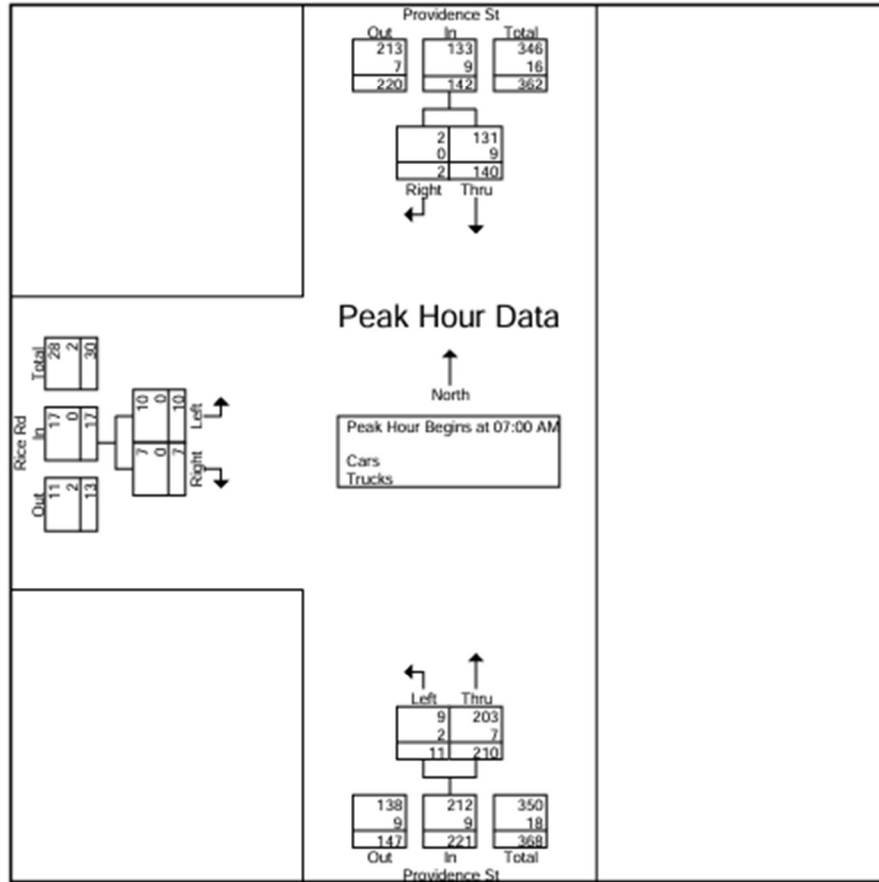 Providence St
Out In Total
213 133 346
7 9 16
220 142 362
2 131
0 9
2 140
Right Thru
Peak Hour Data
North
Peak Hour Begins at 07:00 AM
Cars
Trucks
Rice Rd
Total
28 2 30
In
17 0 17
Out
11 2 13
Left
10 0 10
Right
7 0 7
Left Thru
9 203
2 7
11 210
138 212 350
9 9 18
147 221 368
Out In Total
Providence St